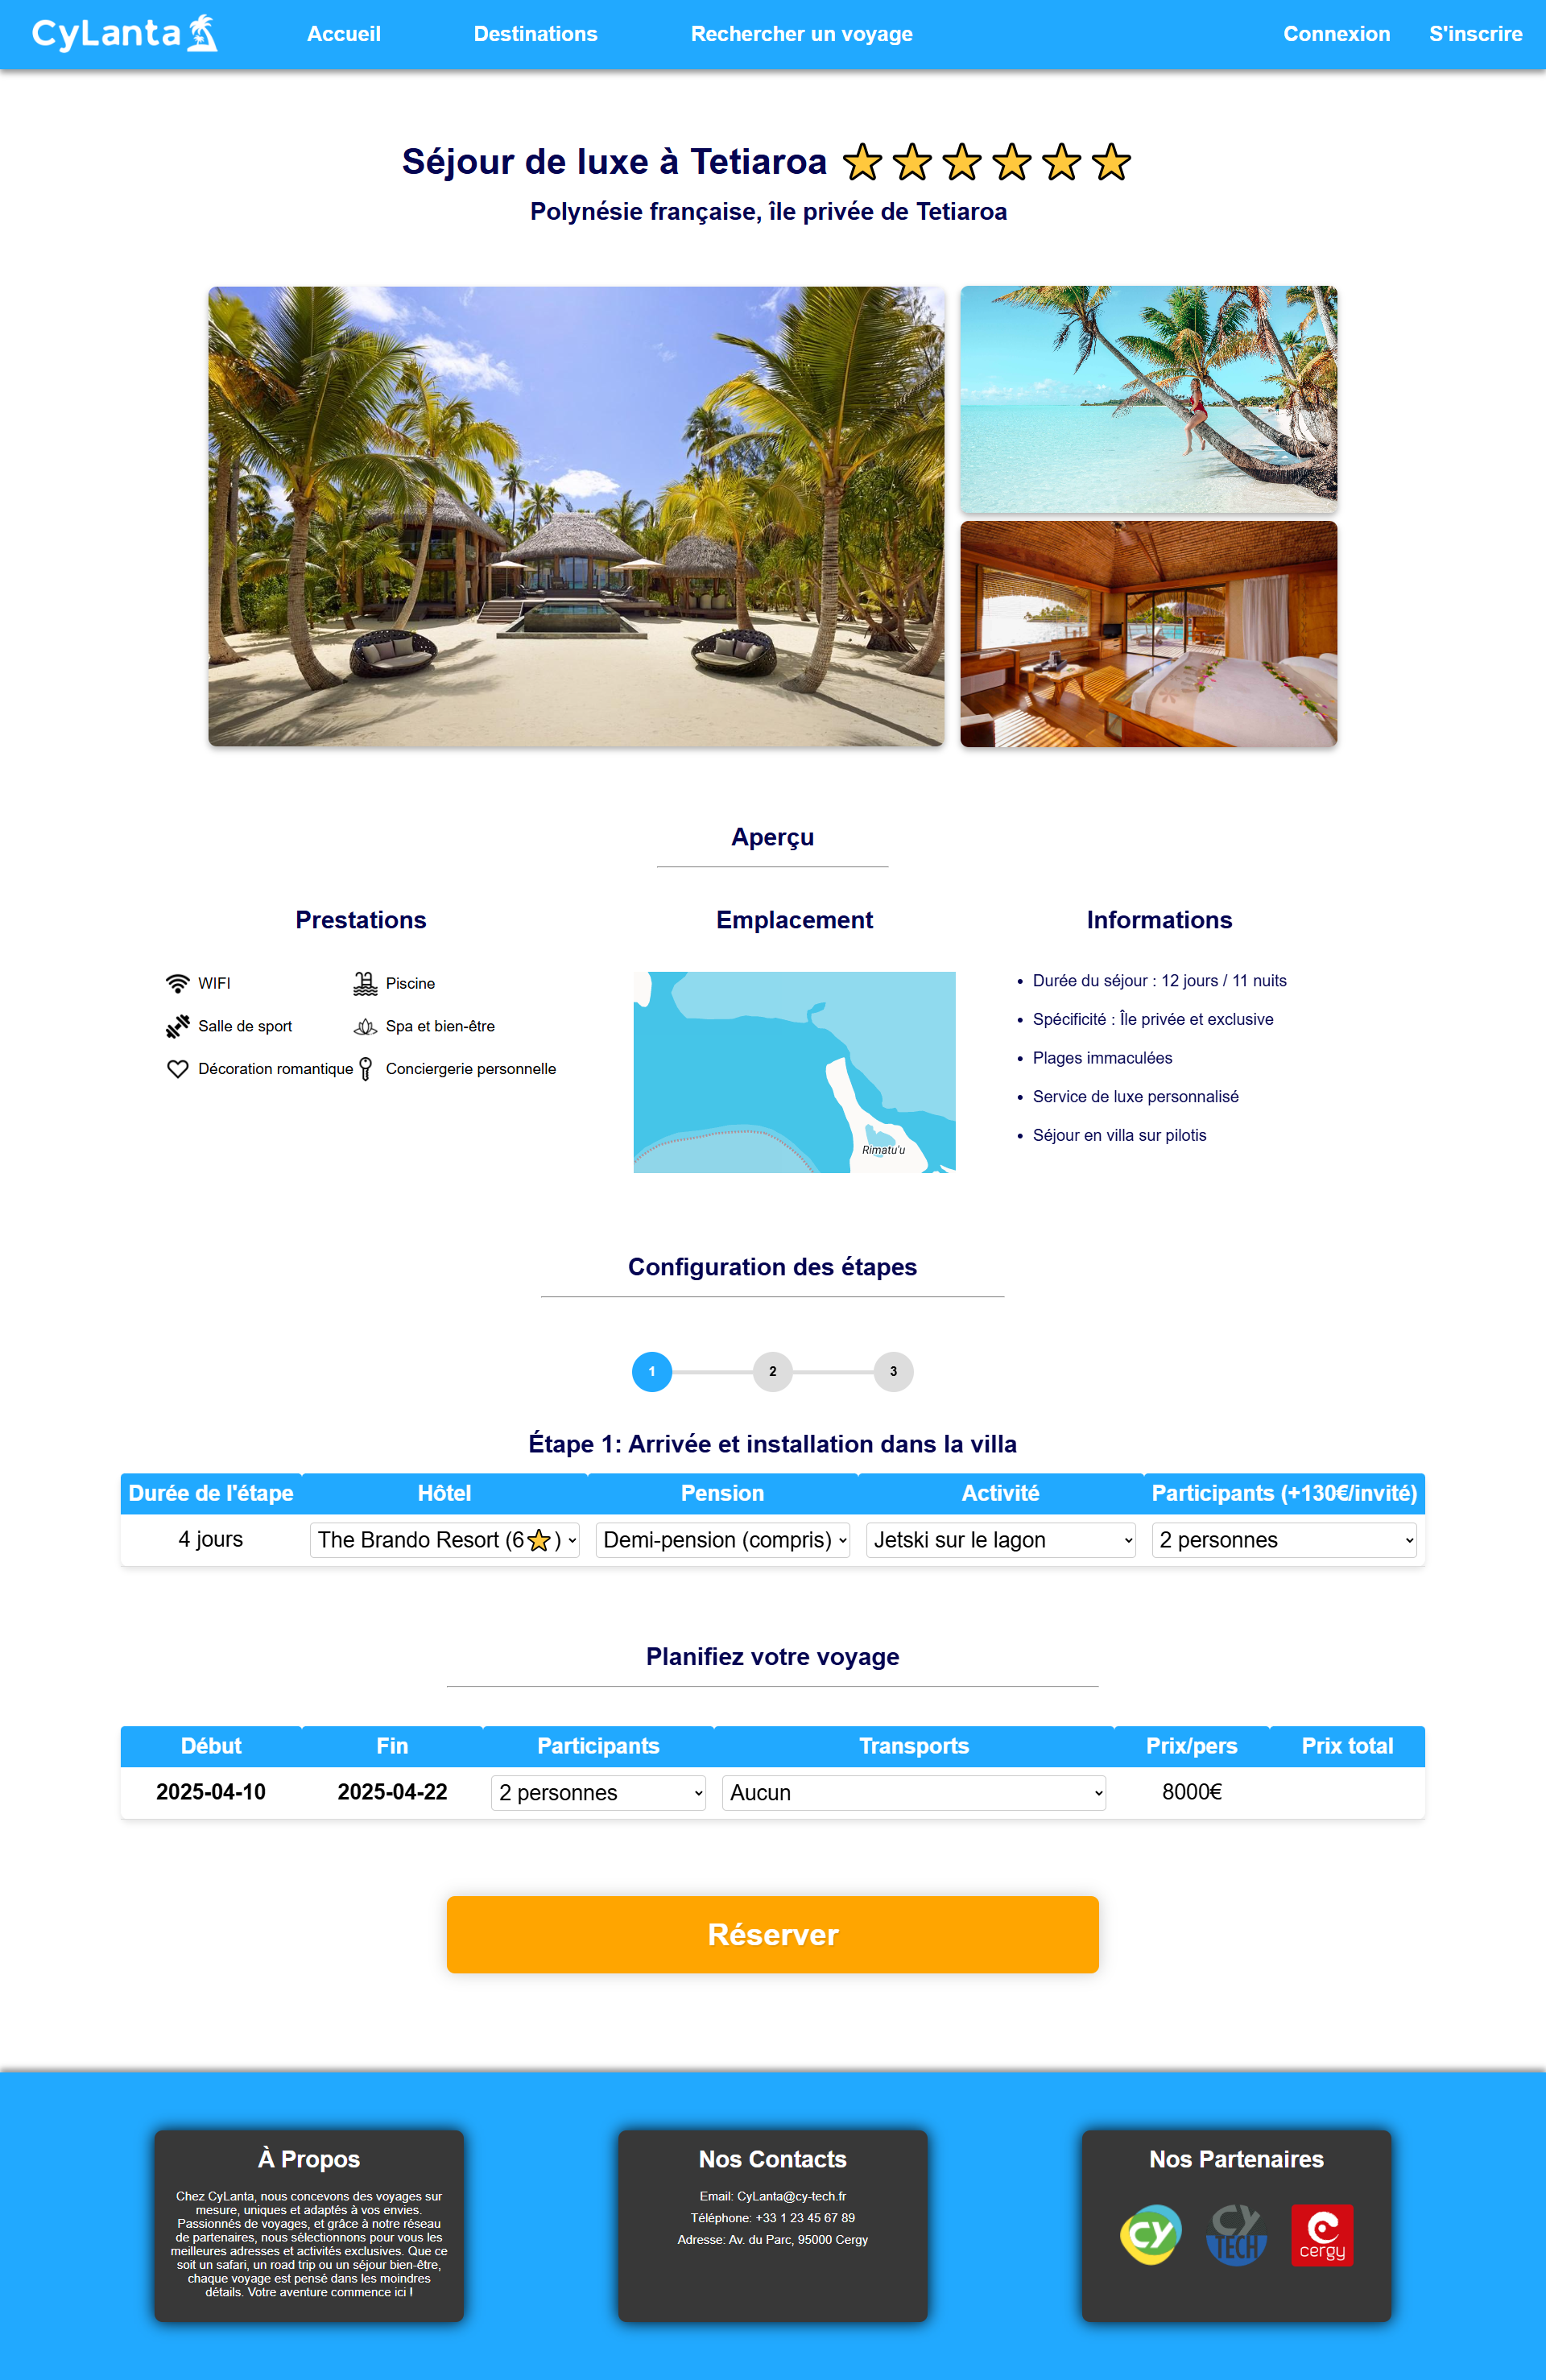 CyLanta
Accueil
Destinations
Rechercher un voyage
Connexion
S'inscrire
Séjour de luxe à Tetiaroa ⭐⭐⭐⭐⭐⭐
Polynésie française, île privée de Tetiaroa
Aperçu
Prestations
WIFI
Piscine
Salle de sport
Spa et bien-être
Décoration romantique
Conciergerie personnelle
Emplacement
Rimatu'u
Informations
• Durée du séjour : 12 jours / 11 nuits
• Spécificité : Île privée et exclusive
• Plages immaculées
• Service de luxe personnalisé
• Séjour en villa sur pilotis
Configuration des étapes
1 2 3
Étape 1: Arrivée et installation dans la villa
Durée de l'étape Hôtel Pension Activité Participants (+130€/invité)
4 jours The Brando Resort (6⭐) Demi-pension (compris) Jetski sur le lagon 2 personnes
Planifiez votre voyage
Début Fin Participants Transports Prix/pers Prix total
2025-04-10 2025-04-22 2 personnes Aucun 8000€
Réserver
À Propos
Chez CyLanta, nous concevons des voyages sur
mesure, uniques et adaptés à vos envies.
Passionnés de voyages, et grâce à notre réseau
de partenaires, nous sélectionnons pour vous les
meilleures adresses et activités exclusives. Que ce
soit un safari, un road trip ou un séjour bien-être,
chaque voyage est pensé dans les moindres
détails. Votre aventure commence ici !
Nos Contacts
Email: CyLanta@cy-tech.fr
Téléphone: +33 1 23 45 67 89
Adresse: Av. du Parc, 95000 Cergy
Nos Partenaires
CY
CY
TECH
cergy